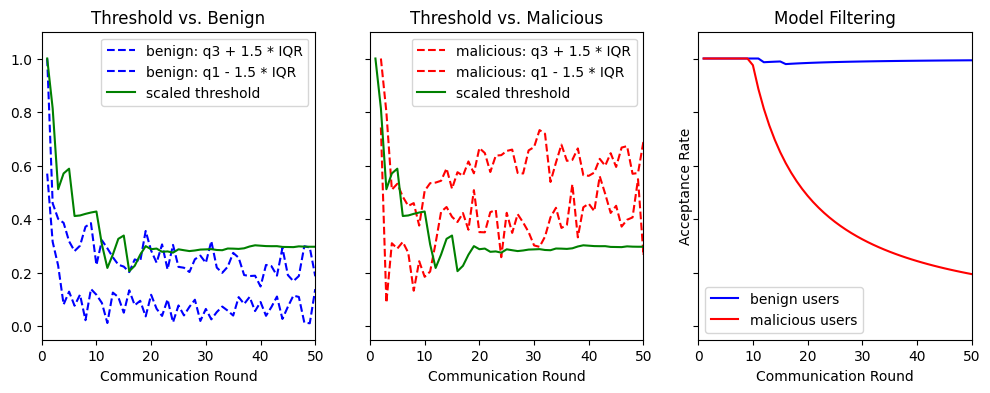 Threshold vs. Benign
benign: q3 + 1.5 * IQR
benign: q1 - 1.5 * IQR
scaled threshold
1.0
0.8
0.6
0.4
0.2
0.0
0 10 20 30 40 50
Communication Round
Threshold vs. Malicious
malicious: q3 + 1.5 * IQR
malicious: q1 - 1.5 * IQR
scaled threshold
0 10 20 30 40 50
Communication Round
Model Filtering
Acceptance Rate
benign users
malicious users
0 10 20 30 40 50
Communication Round